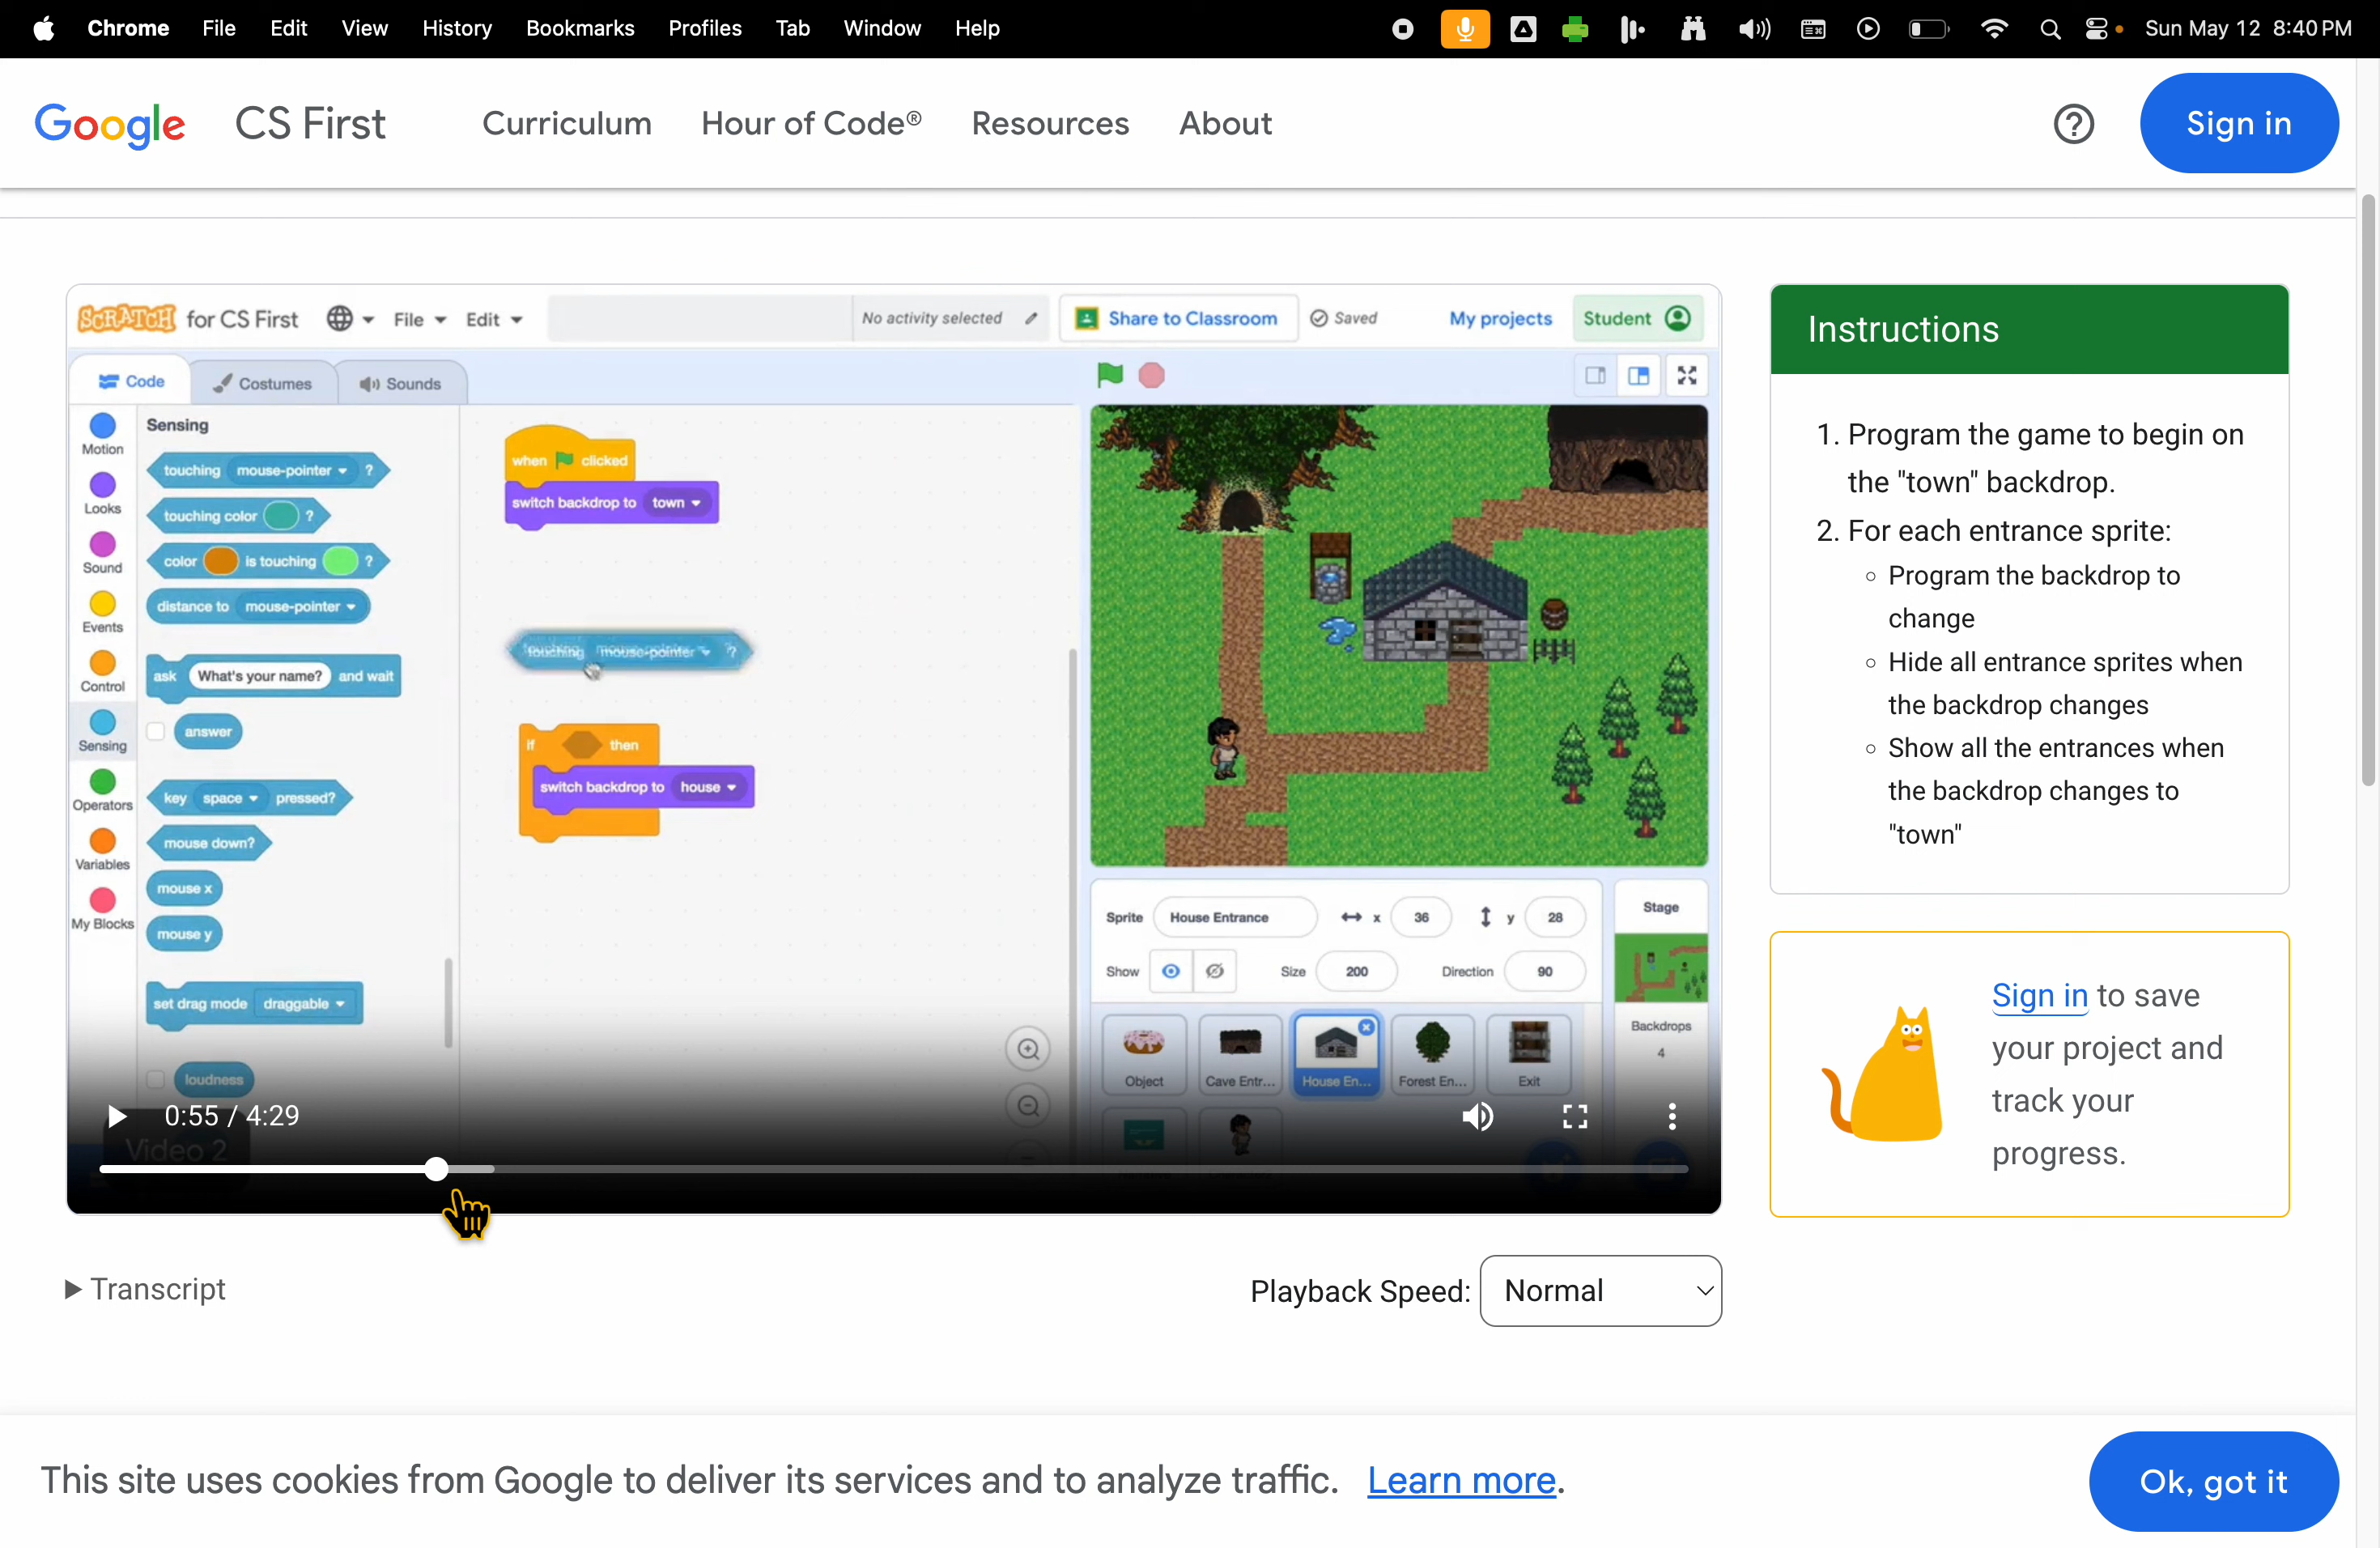 Chrome File Edit View History Bookmarks Profiles Tab Window Help Sun May 12 8:40 PM
Google CS First Curriculum Hour of Code® Resources About Sign in
SCRATCH for CS First File Edit No activity selected Share to Classroom Saved My projects Student
Code Costumes Sounds
Motion
Looks
Sound
Events
Control
Sensing
Operators
Variables
My Blocks
Sensing
touching mouse-pointer ?
touching color ?
color is touching ?
distance to mouse-pointer
ask What's your name? and wait
answer
key space pressed?
mouse down?
mouse x
mouse y
set drag mode draggable
loudness
when clicked
switch backdrop to town
touching mouse-pointer ?
if then
switch backdrop to house
Sprite House Entrance x 36 y 28
Show Size 200 Direction 90
Object Cave Entr... House En... Forest En... Exit
Stage
Backdrops
4
0:55 / 4:29
Video 2
Transcript
Playback Speed: Normal
Instructions
1. Program the game to begin on
the "town" backdrop.
2. For each entrance sprite:
Program the backdrop to
change
Hide all entrance sprites when
the backdrop changes
Show all the entrances when
the backdrop changes to
"town"
Sign in to save
your project and
track your
progress.
This site uses cookies from Google to deliver its services and to analyze traffic. Learn more.
Ok, got it